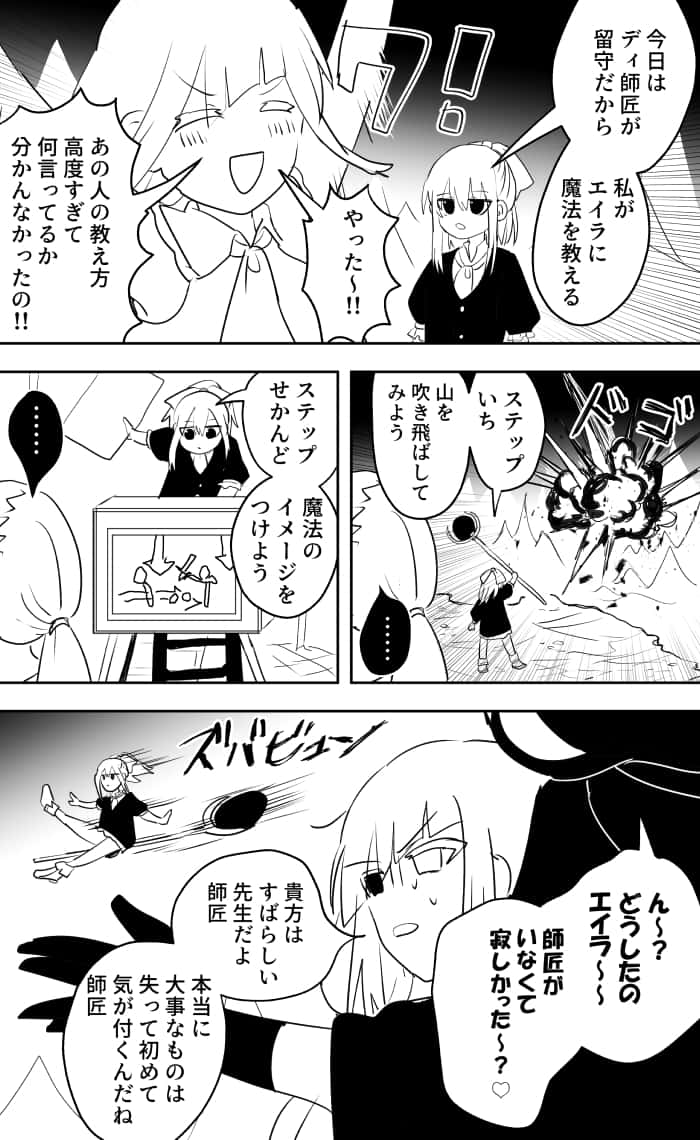 今日は
ディ師匠が
留守だから
私が
エイラに
魔法を教える
ワ!
やった〜!!
あの人の教え方
高度すぎて
何言ってるか
分かんなかったの!!
ドゴーン
ステップ
いち
山を
吹き飛ばして
みよう
……
ステップ
せかんど
魔法の
イメージを
つけよう
……
ズバビューン
ん〜?
どうしたの
エイラ〜〜
師匠が
いなくて
寂しかった〜?♡
貴方は
すばらしい
先生だよ
師匠
本当に
大事なものは
失って初めて
気が付くんだね
師匠